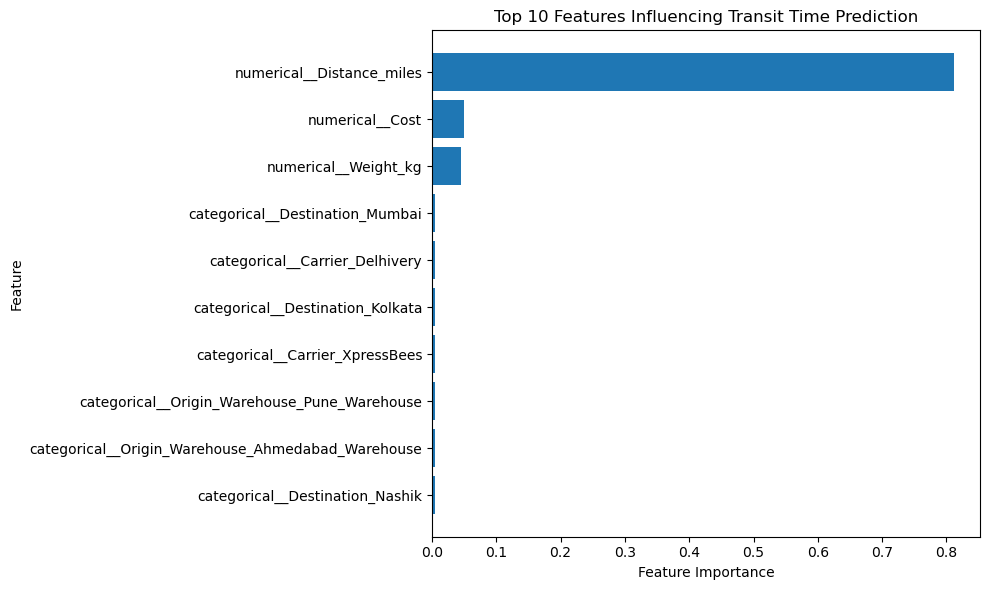 Top 10 Features Influencing Transit Time Prediction
Feature
numerical__Distance_miles
numerical__Cost
numerical__Weight_kg
categorical__Destination_Mumbai
categorical__Carrier_Delhivery
categorical__Destination_Kolkata
categorical__Carrier_XpressBees
categorical__Origin_Warehouse_Pune_Warehouse
categorical__Origin_Warehouse_Ahmedabad_Warehouse
categorical__Destination_Nashik
0.0 0.1 0.2 0.3 0.4 0.5 0.6 0.7 0.8
Feature Importance